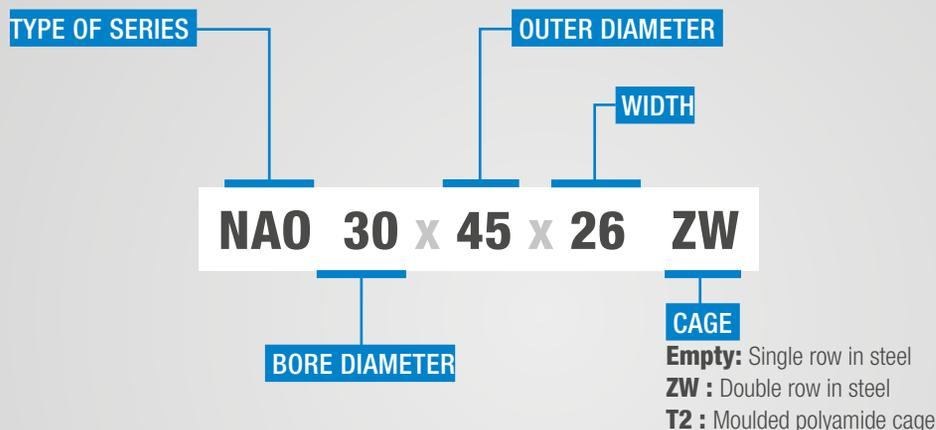 TYPE OF SERIES
OUTER DIAMETER
WIDTH
NAO 30 x 45 x 26 ZW
BORE DIAMETER
CAGE
Empty: Single row in steel
ZW : Double row in steel
T2 : Moulded polyamide cage